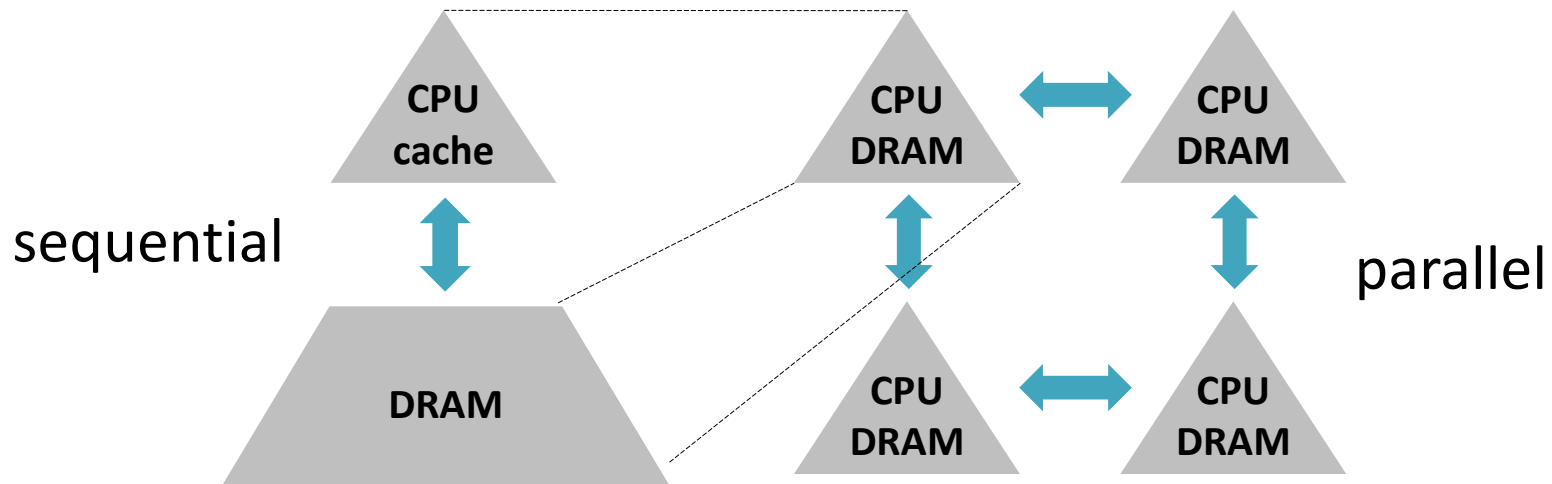 CPU
cache
CPU
DRAM
CPU
DRAM
sequential
parallel
DRAM
CPU
DRAM
CPU
DRAM